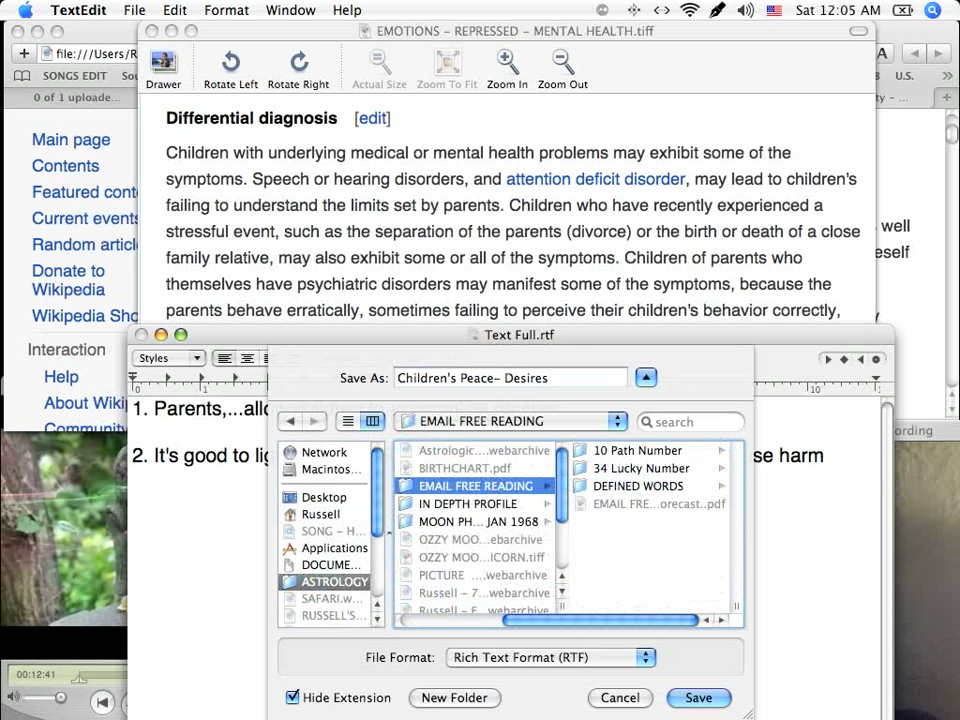 TextEdit File Edit Format Window Help Sat 12:05 AM
file:///Users/R
EMOTIONS – REPRESSED – MENTAL HEALTH.tiff
SONGS EDIT
U.S.
0 of 1 uploade...
Drawer Rotate Left Rotate Right Actual Size Zoom To Fit Zoom In Zoom Out
Main page
Contents
Featured cont
Current events
Random article
Donate to
Wikipedia
Wikipedia Sho
Interaction
Help
About Wiki
Community
Differential diagnosis [edit]
Children with underlying medical or mental health problems may exhibit some of the
symptoms. Speech or hearing disorders, and attention deficit disorder, may lead to children's
failing to understand the limits set by parents. Children who have recently experienced a
stressful event, such as the separation of the parents (divorce) or the birth or death of a close
family relative, may also exhibit some or all of the symptoms. Children of parents who
themselves have psychiatric disorders may manifest some of the symptoms, because the
parents behave erratically, sometimes failing to perceive their children's behavior correctly,
well
eself
Text Full.rtf
Styles
0 1 10
1. Parents,...allo
2. It's good to lig
se harm
ording
Save As: Children's Peace– Desires
EMAIL FREE READING
search
Network
Macintos...
Desktop
Russell
SONG – H...
Applications
DOCUME...
ASTROLOGY
SAFARI.w...
RUSSELL'S...
Astrologic....webarchive
BIRTHCHART.pdf
EMAIL FREE READING
IN DEPTH PROFILE
MOON PH... JAN 1968
OZZY MOO...ebarchive
OZZY MOO...ICORN.tiff
PICTURE ....webarchive
Russell – 7...webarchive
Russell – F...webarchive
10 Path Number
34 Lucky Number
DEFINED WORDS
EMAIL FRE...orecast..pdf
File Format: Rich Text Format (RTF)
Hide Extension New Folder Cancel Save
00:12:41